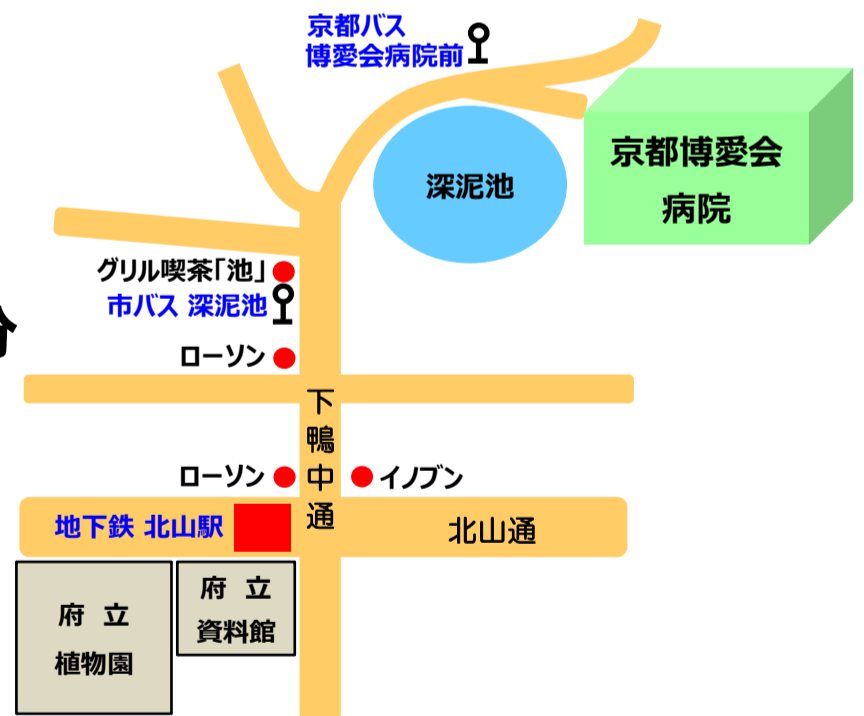 京都バス
博愛会病院前
京都博愛会
病院
深泥池
グリル喫茶「池」
市バス 深泥池
分
ローソン
下鴨中通
ローソン
イノブン
地下鉄 北山駅
北山通
府 立
資料館
府 立
植物園